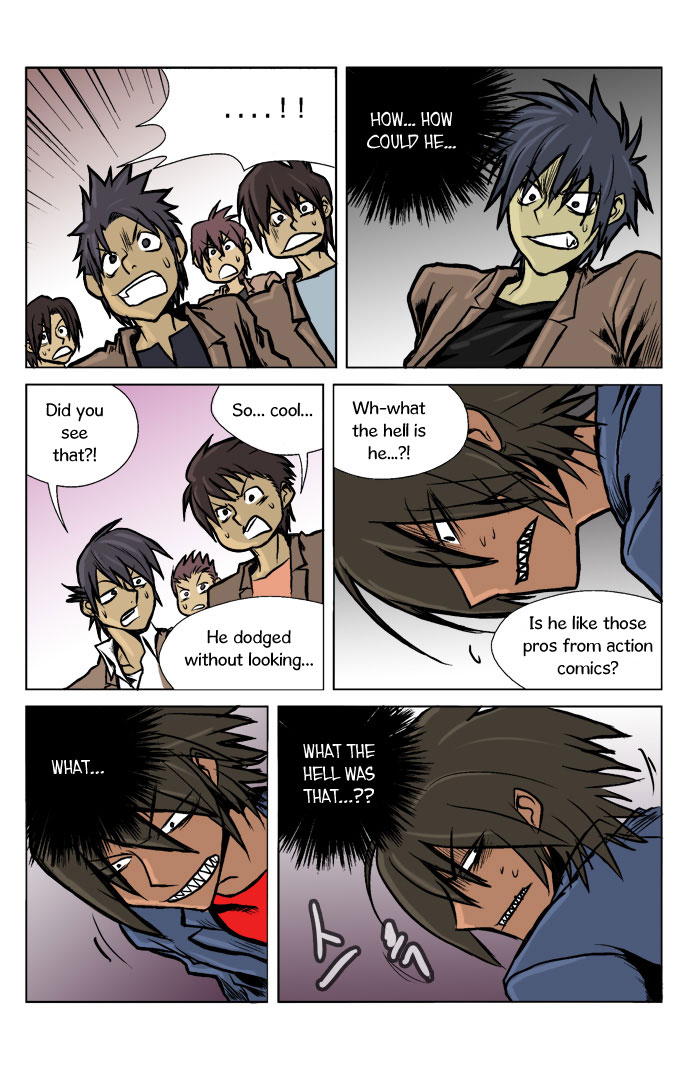 ....!!
HOW... HOW
COULD HE...
Did you
see
that?!
So... cool...
He dodged
without looking...
Wh-what
the hell is
he...?!
Is he like those
pros from action
comics?
WHAT...
WHAT THE
HELL WAS
THAT...??